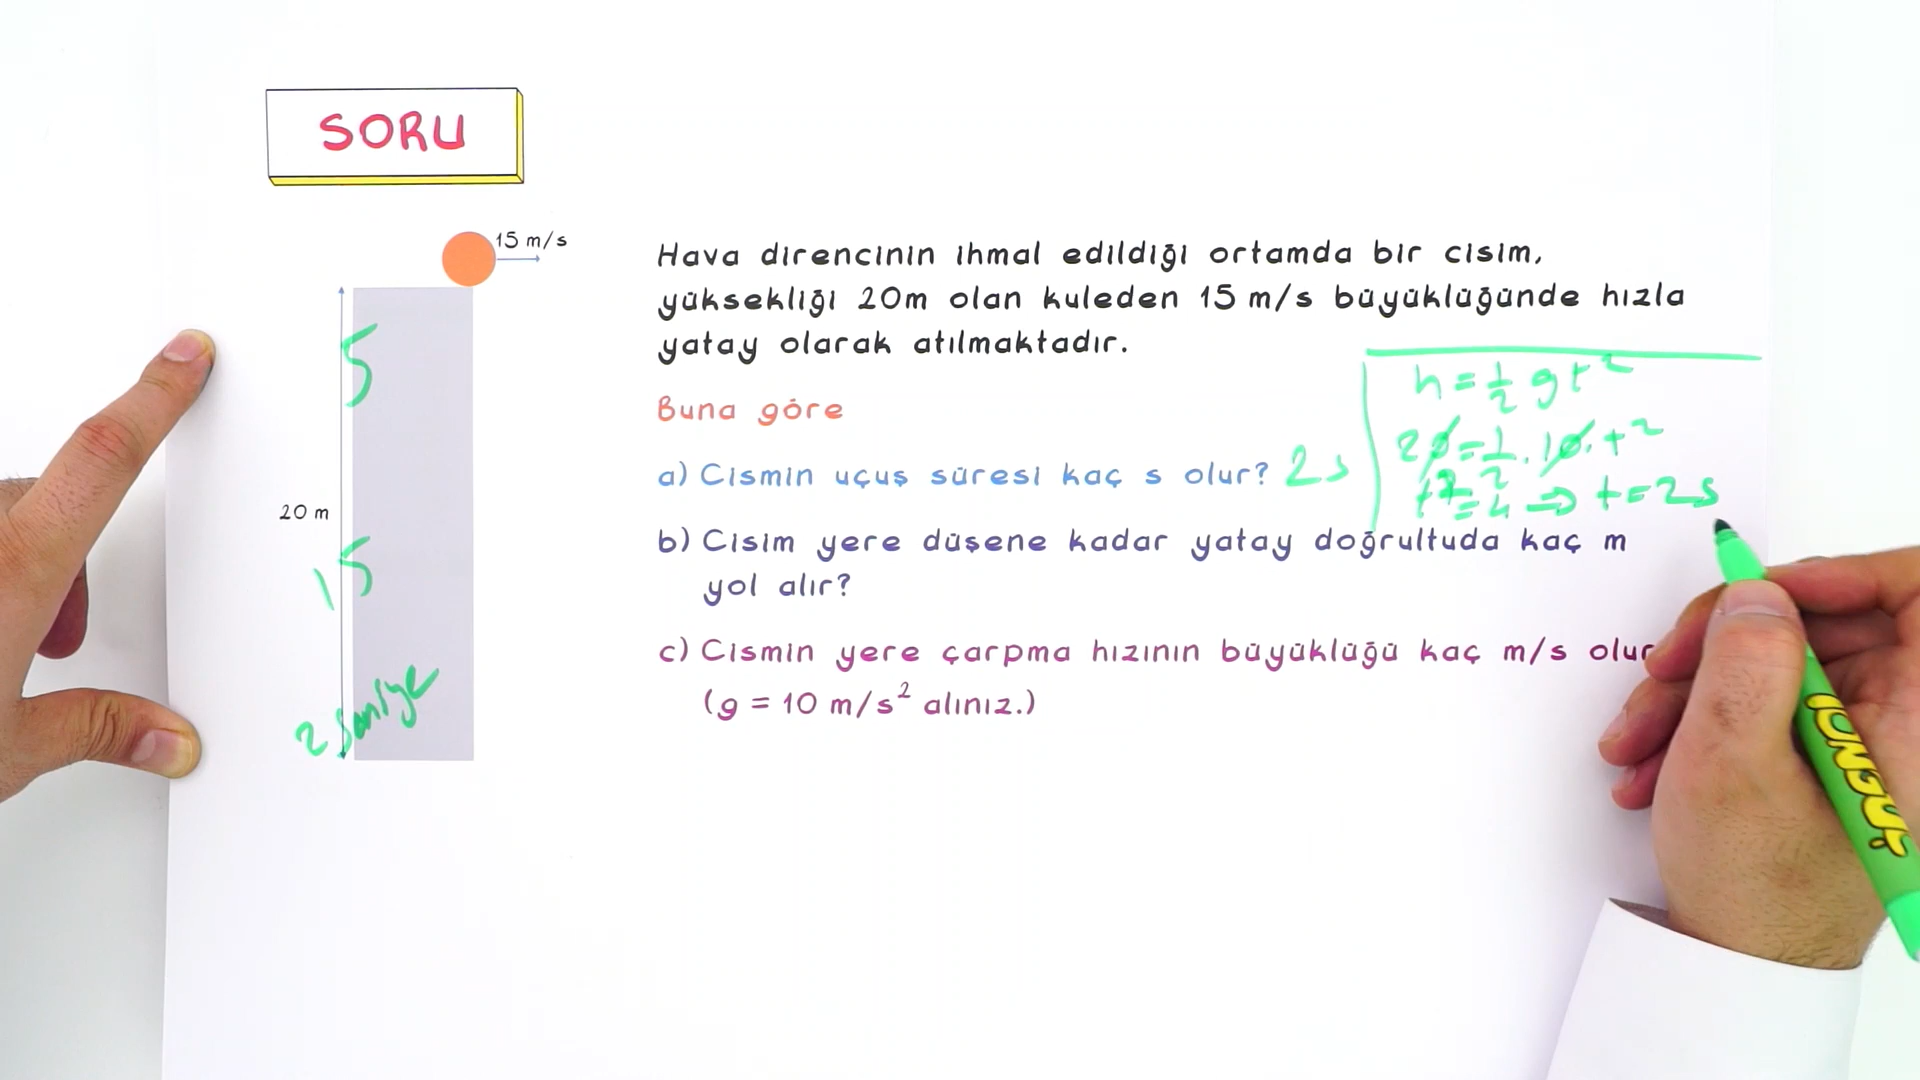 SORU
15 m/s
Hava direncinin ihmal edildiği ortamda bir cisim,
yüksekliği 20m olan kuleden 15 m/s büyüklüğünde hızla
yatay olarak atılmaktadır.
Buna göre
a) Cismin uçuş süresi kaç s olur? 2s
b) Cisim yere düşene kadar yatay doğrultuda kaç m
yol alır?
c) Cismin yere çarpma hızının büyüklüğü kaç m/s olur
(g = 10 m/s² alınız.)
h = 1/2 gt²
20 = 1/2 . 10 . t²
t² = 4 ⇒ t = 2s
5
20 m
15
2 saniye